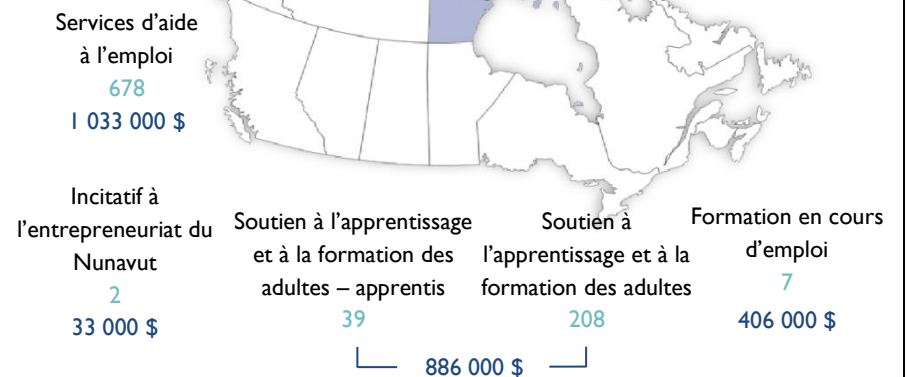 Services d'aide
à l'emploi
678
1 033 000 $
Incitatif à
l'entrepreneuriat du
Nunavut
2
33 000 $
Soutien à l'apprentissage
et à la formation des
adultes – apprentis
39
Soutien à
l'apprentissage et à la
formation des adultes
208
886 000 $
Formation en cours
d'emploi
7
406 000 $